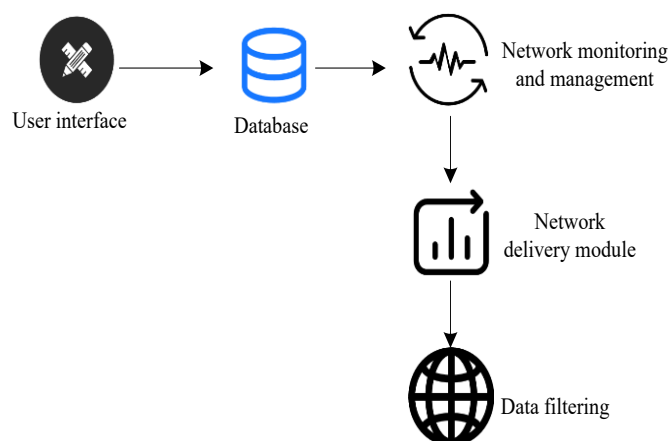 User interface
Database
Network monitoring
and management
Network
delivery module
Data filtering